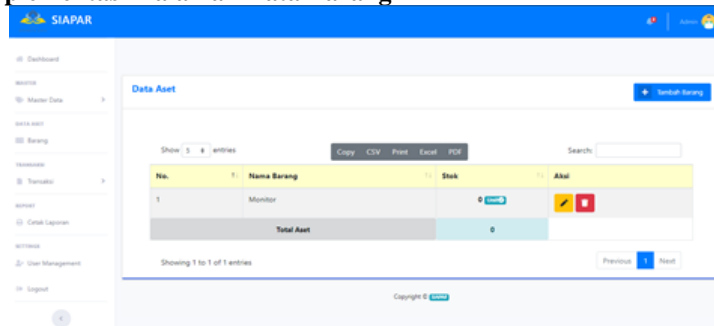 SIAPAR
Admin
Dashboard
MASTER
Master Data
DATA ASET
Barang
TRANSAKSI
Transaksi
REPORT
Cetak Laporan
SETTINGS
User Management
Logout
Data Aset
+ Tambah Barang
Show 5 entries
Copy CSV Print Excel PDF
Search:
No. Nama Barang Stok Aksi
1 Monitor 0 Unit
Total Aset 0
Showing 1 to 1 of 1 entries
Previous 1 Next
Copyright © SIAPAR